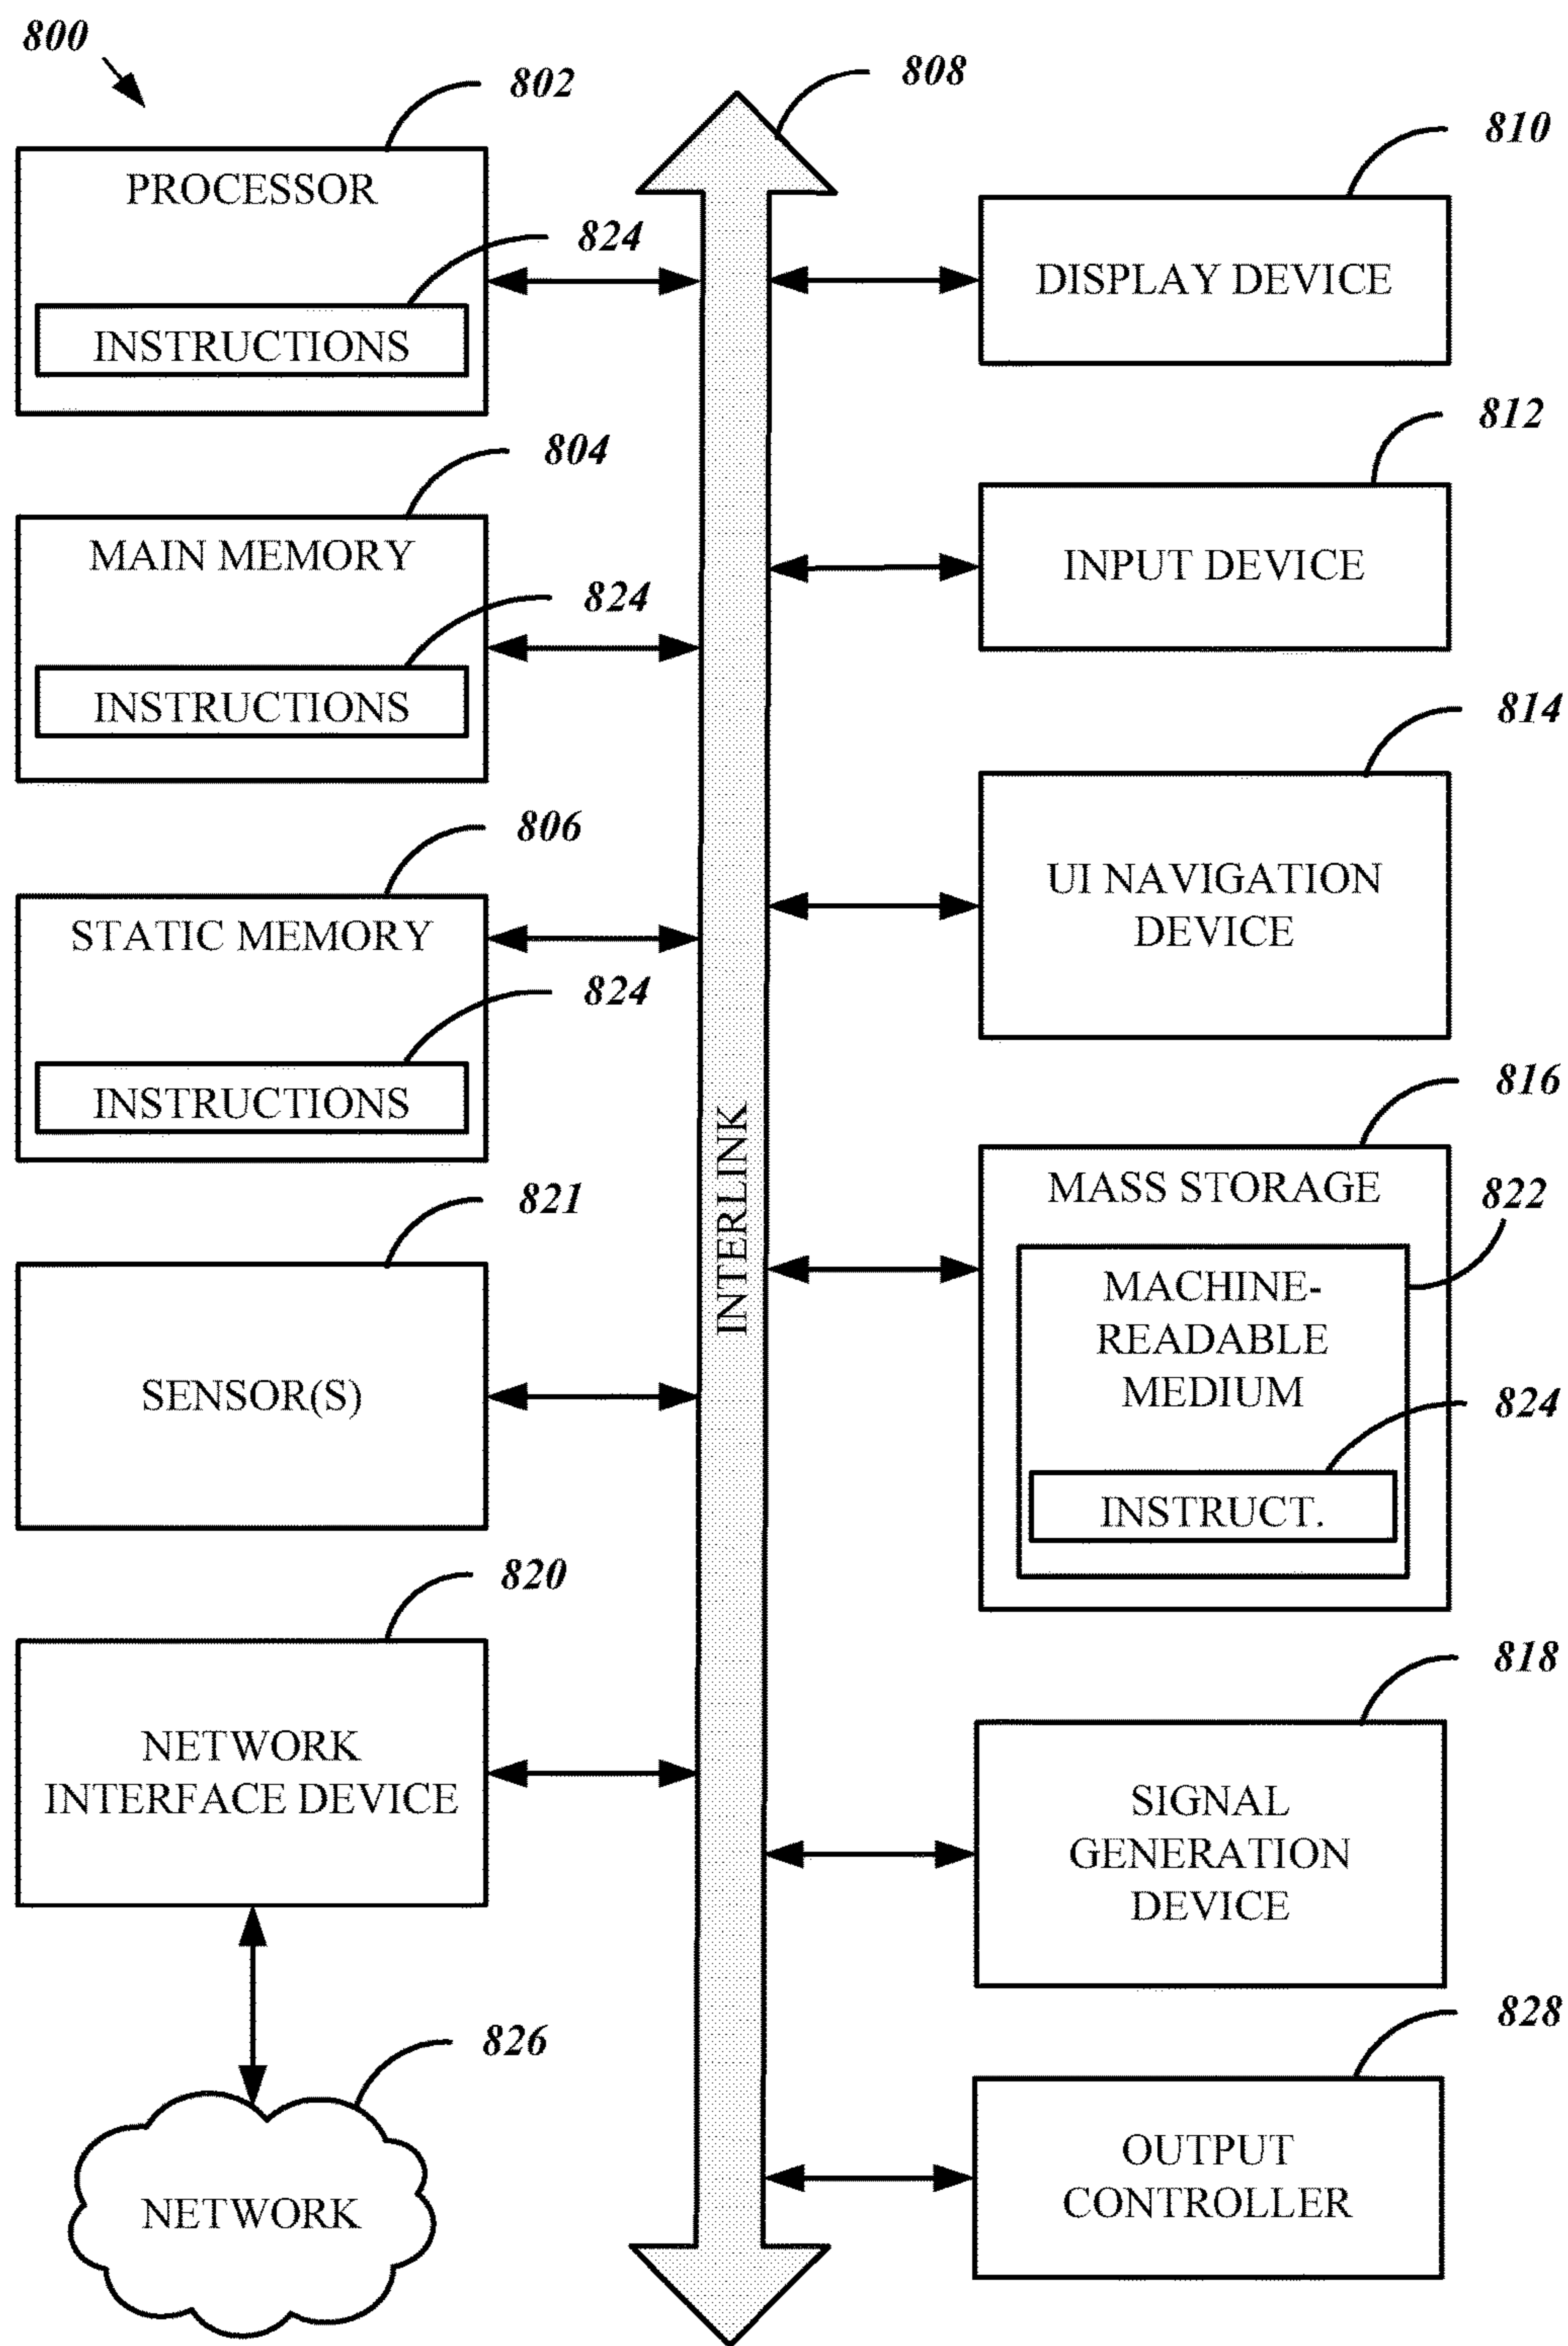 800
802
PROCESSOR
824
INSTRUCTIONS
804
MAIN MEMORY
824
INSTRUCTIONS
806
STATIC MEMORY
824
INSTRUCTIONS
821
SENSOR(S)
820
NETWORK
INTERFACE DEVICE
826
NETWORK
808
INTERLINK
810
DISPLAY DEVICE
812
INPUT DEVICE
814
UI NAVIGATION
DEVICE
816
MASS STORAGE
822
MACHINE-
READABLE
MEDIUM
824
INSTRUCT.
818
SIGNAL
GENERATION
DEVICE
828
OUTPUT
CONTROLLER